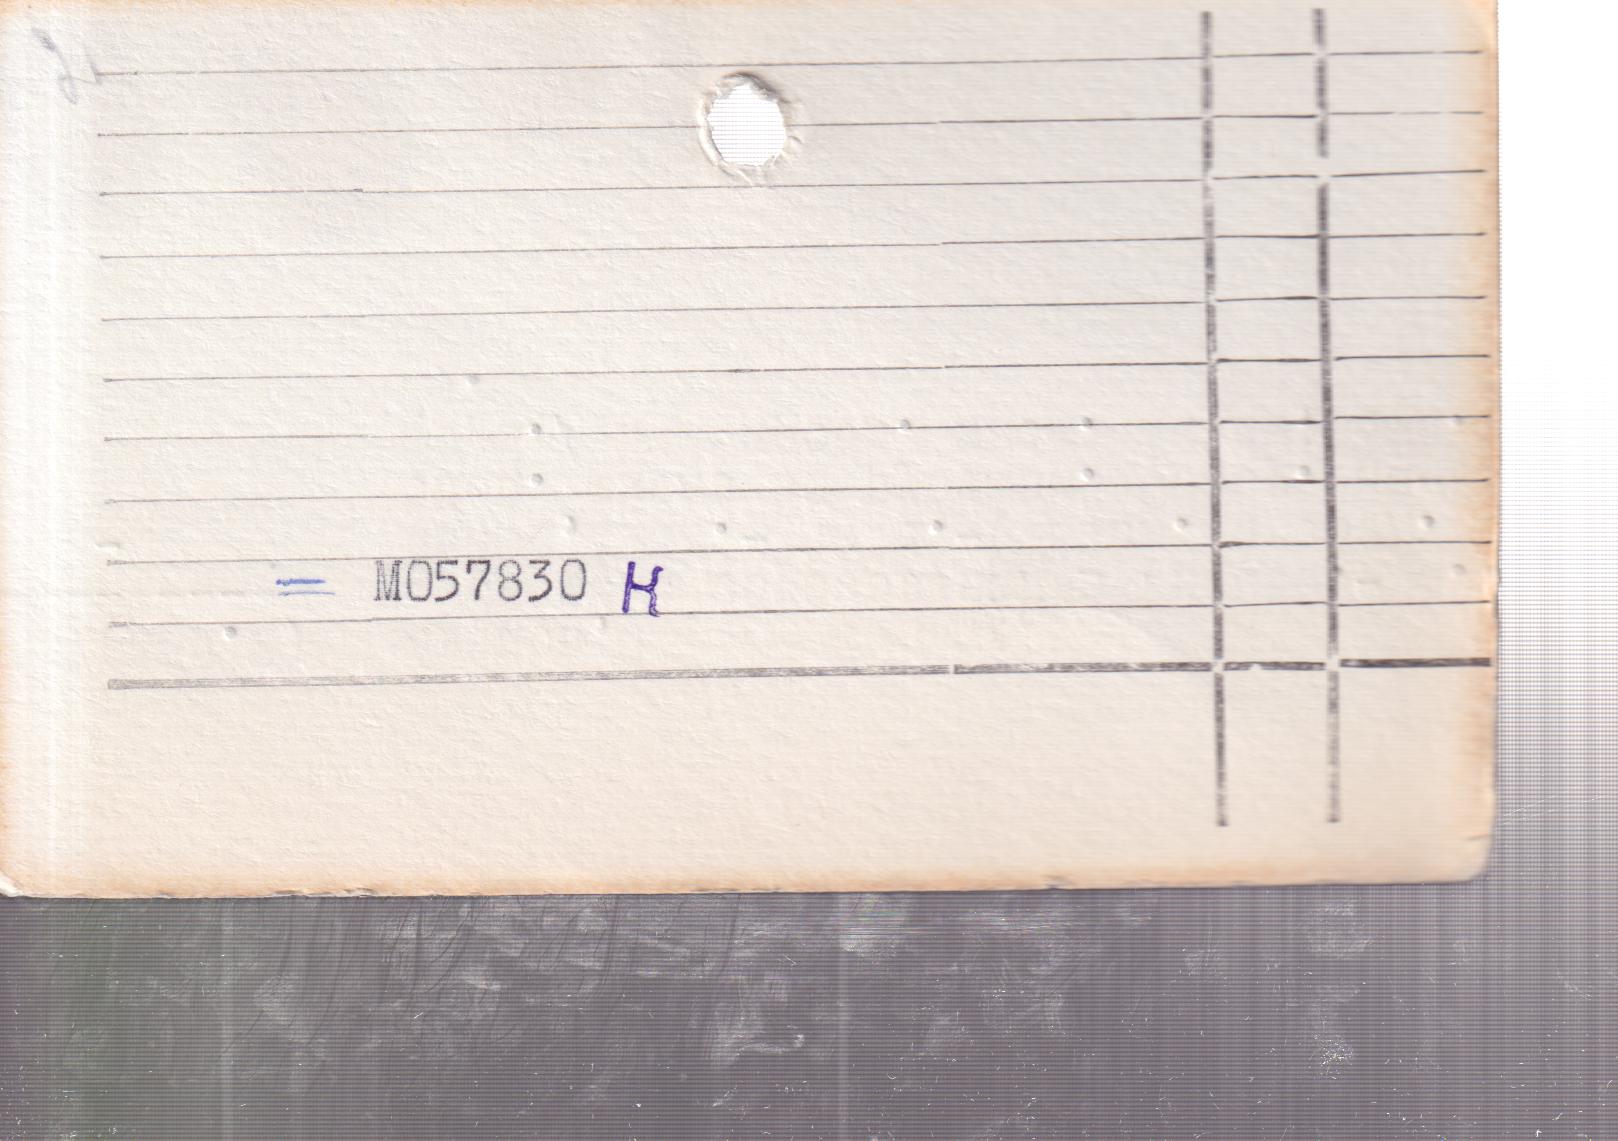 = M057830 K